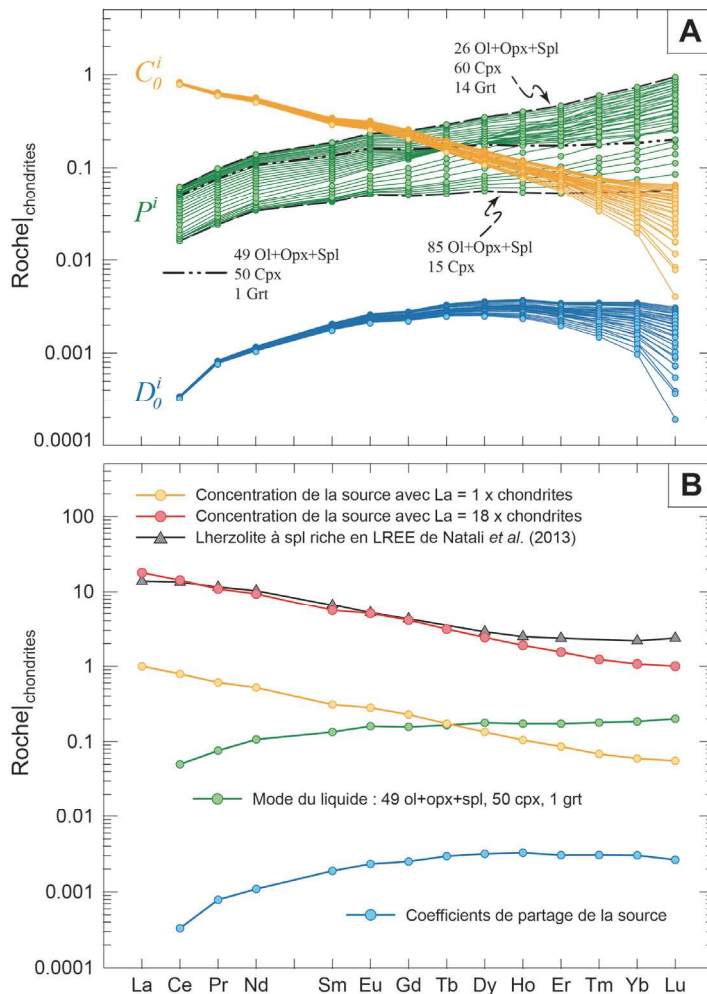 A
1
0.1
0.01
0.001
0.0001
Roche|chondrites
C₀ⁱ
Pⁱ
D₀ⁱ
26 Ol+Opx+Spl
60 Cpx
14 Grt
49 Ol+Opx+Spl
50 Cpx
1 Grt
85 Ol+Opx+Spl
15 Cpx
B
100
10
1
0.1
0.01
0.001
0.0001
Roche|chondrites
Concentration de la source avec La = 1 x chondrites
Concentration de la source avec La = 18 x chondrites
Lherzolite à spl riche en LREE de Natali et al. (2013)
Mode du liquide : 49 ol+opx+spl, 50 cpx, 1 grt
Coefficients de partage de la source
La Ce Pr Nd Sm Eu Gd Tb Dy Ho Er Tm Yb Lu